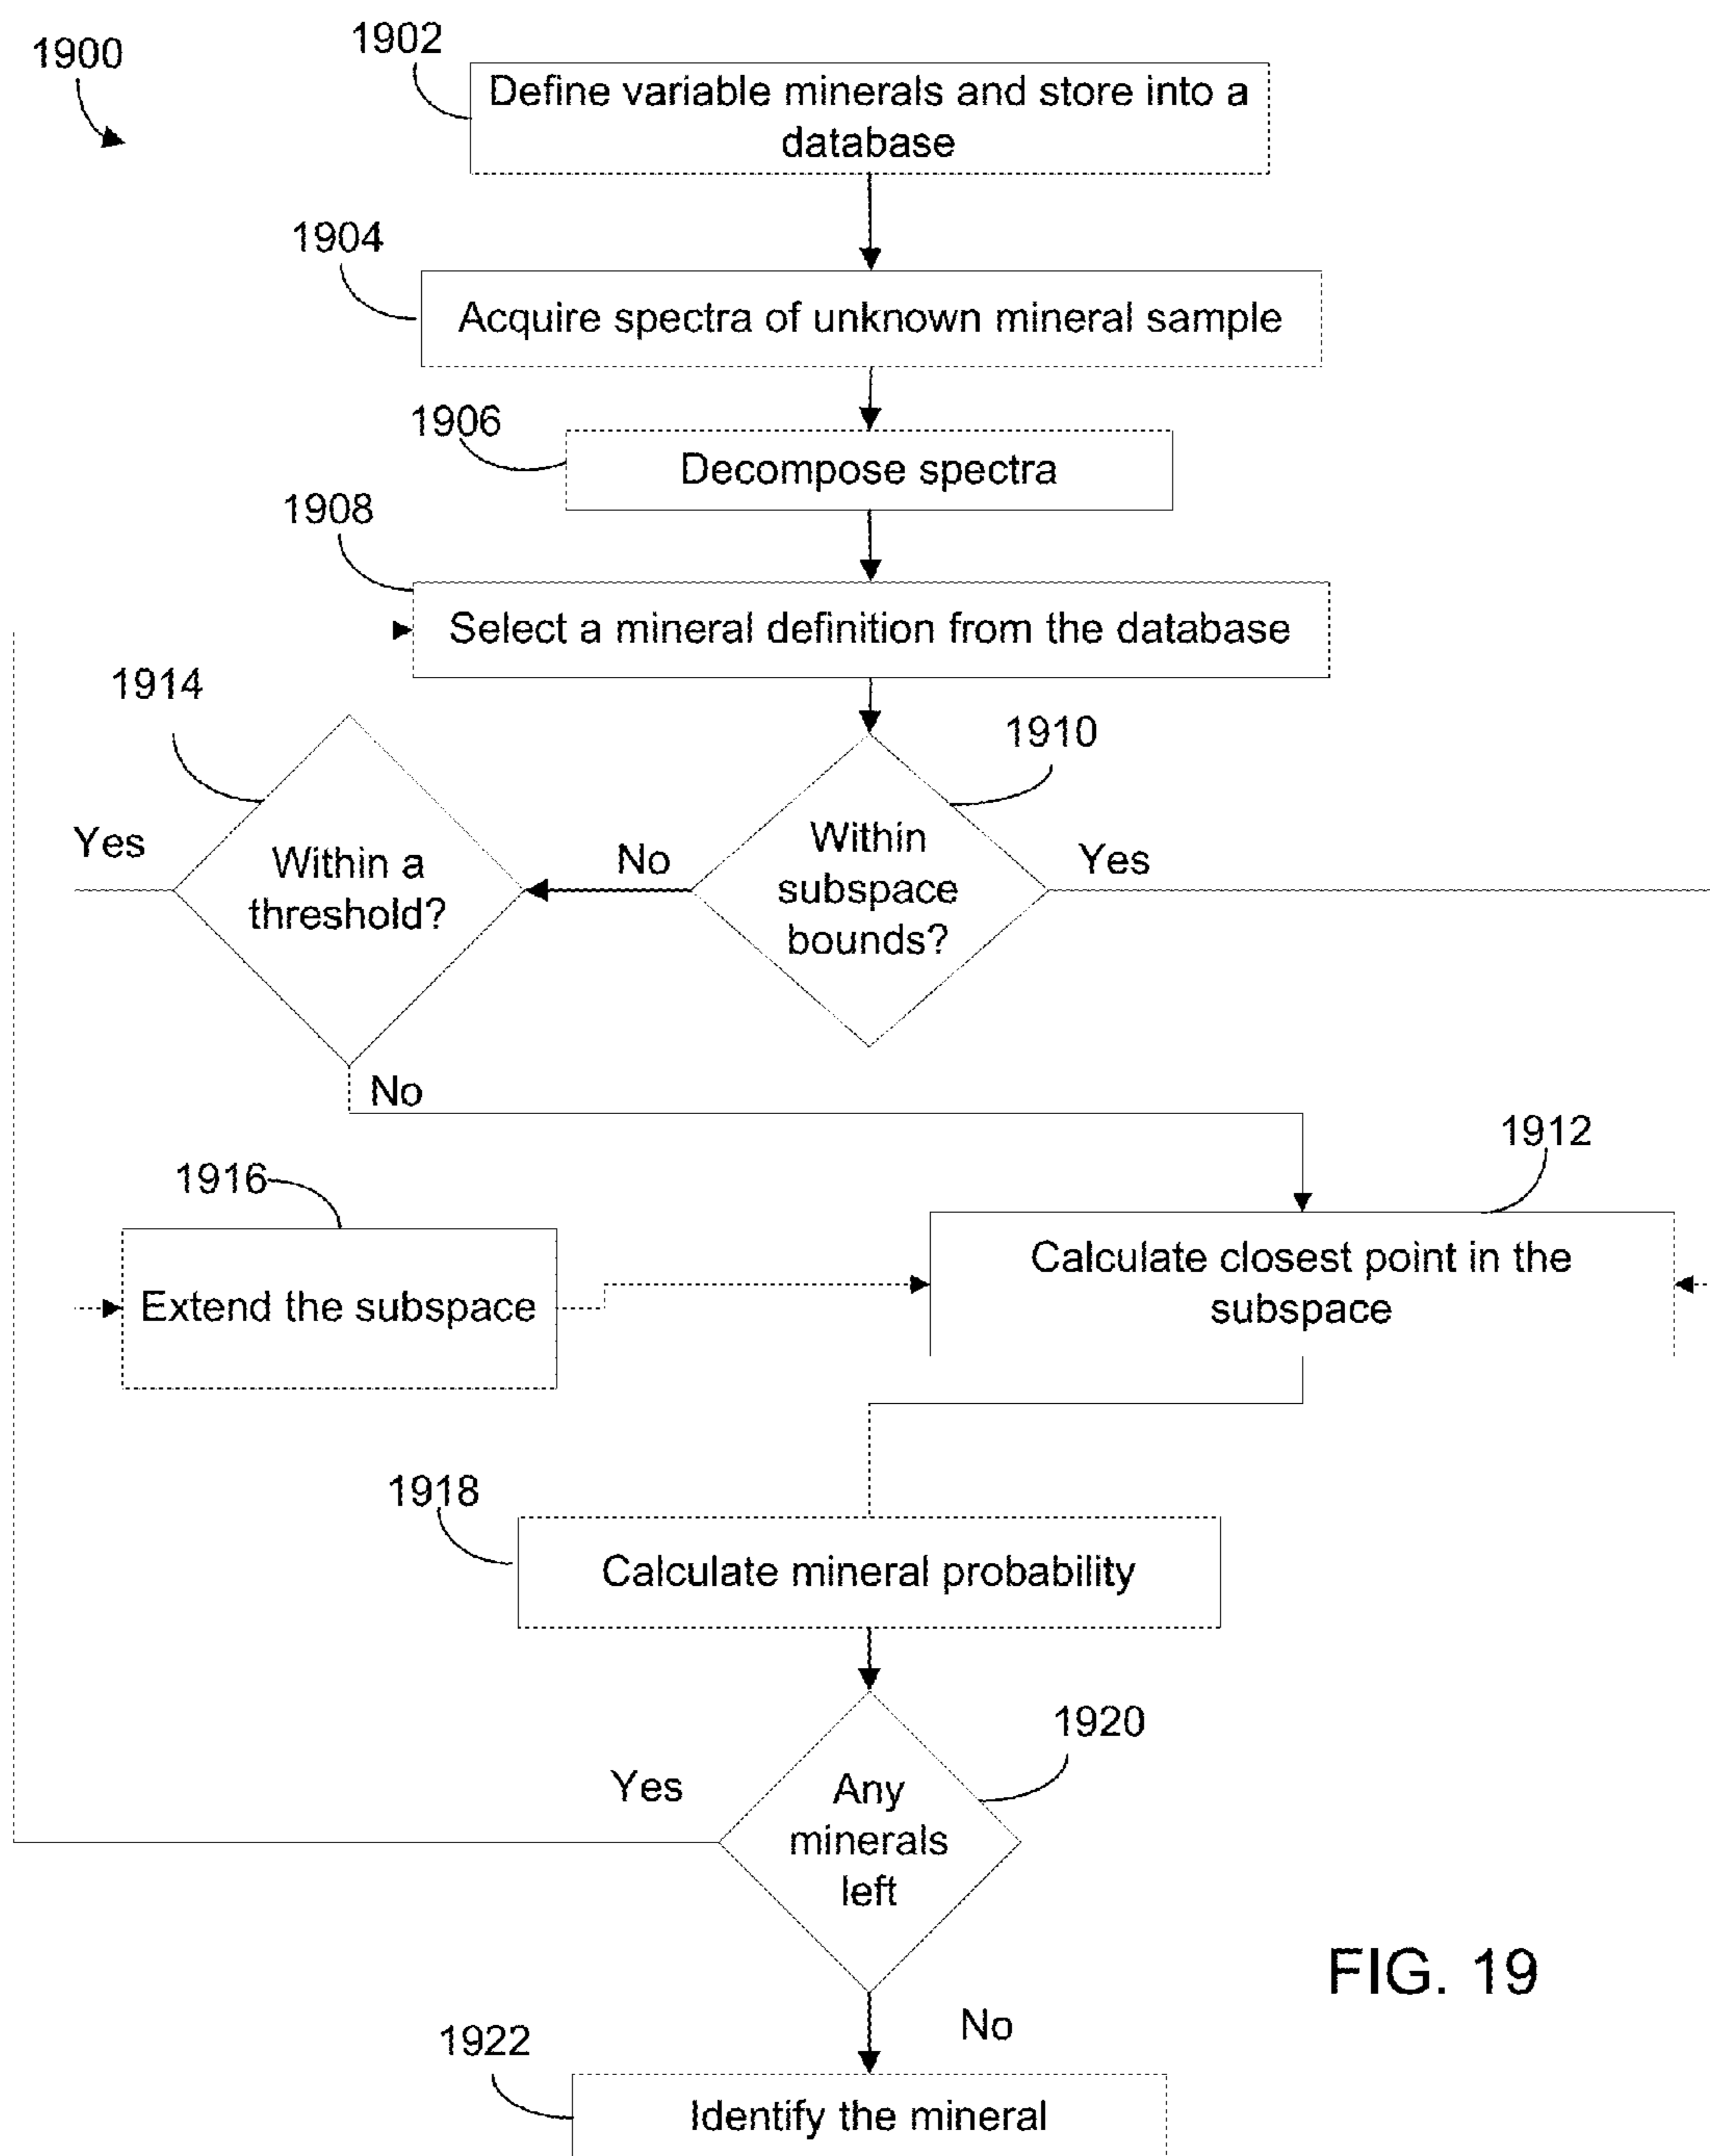 1900
1902
Define variable minerals and store into a
database
1904
Acquire spectra of unknown mineral sample
1906
Decompose spectra
1908
Select a mineral definition from the database
1914
1910
Within a
threshold?
Yes
No
Within
subspace
bounds?
Yes
No
1912
1916
Extend the subspace
Calculate closest point in the
subspace
1918
Calculate mineral probability
1920
Yes
Any
minerals
left
FIG. 19
No
1922
Identify the mineral